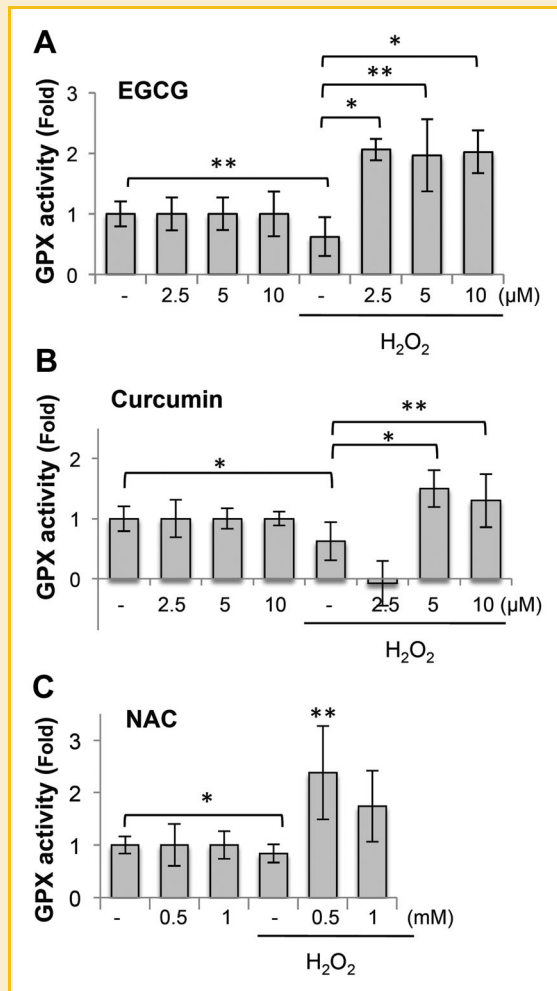 A
EGCG
GPX activity (Fold)
3
2
1
0
*
**
*
**
- 2.5 5 10 - 2.5 5 10 (µM)
H₂O₂
B
Curcumin
GPX activity (Fold)
2
1
0
**
*
*
- 2.5 5 10 - 2.5 5 10 (µM)
H₂O₂
C
NAC
GPX activity (Fold)
3
2
1
0
**
*
- 0.5 1 - 0.5 1 (mM)
H₂O₂